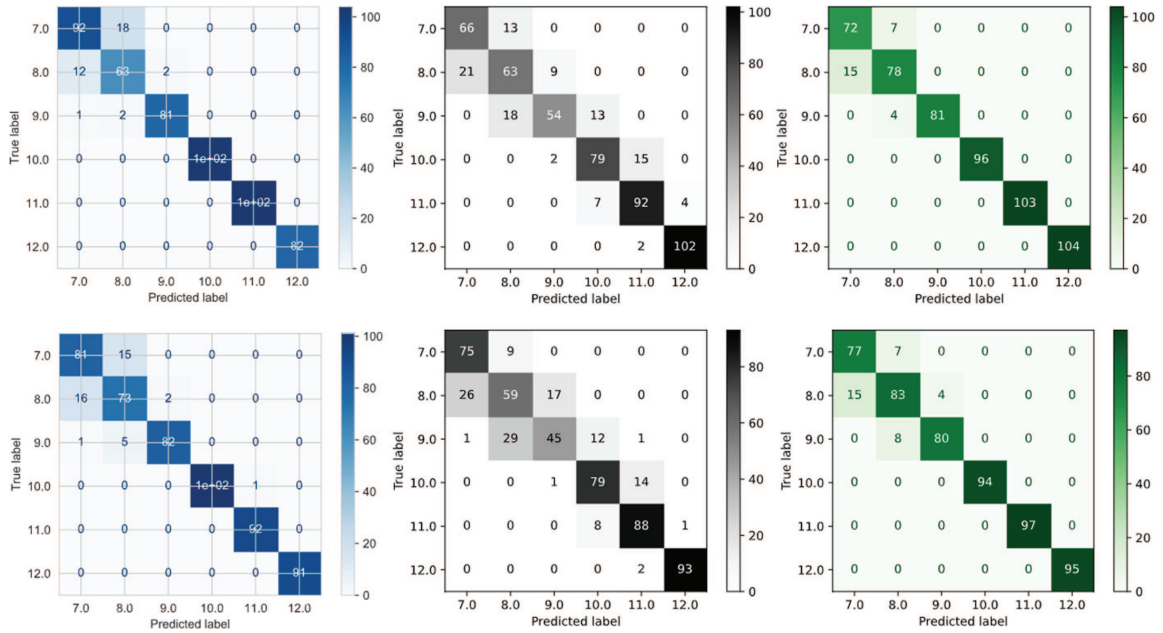 7.0 92 18 0 0 0 0
8.0 12 63 2 0 0 0
9.0 1 2 81 0 0 0
10.0 0 0 0 1e+02 0 0
11.0 0 0 0 0 1e+02 0
12.0 0 0 0 0 0 82
7.0 8.0 9.0 10.0 11.0 12.0
Predicted label
True label
100
80
60
40
20
0
7.0 66 13 0 0 0 0
8.0 21 63 9 0 0 0
9.0 0 18 54 13 0 0
10.0 0 0 2 79 15 0
11.0 0 0 0 7 92 4
12.0 0 0 0 0 2 102
7.0 8.0 9.0 10.0 11.0 12.0
Predicted label
True label
100
80
60
40
20
0
7.0 72 7 0 0 0 0
8.0 15 78 0 0 0 0
9.0 0 4 81 0 0 0
10.0 0 0 0 96 0 0
11.0 0 0 0 0 103 0
12.0 0 0 0 0 0 104
7.0 8.0 9.0 10.0 11.0 12.0
Predicted label
True label
100
80
60
40
20
0
7.0 81 15 0 0 0 0
8.0 16 73 2 0 0 0
9.0 1 5 82 0 0 0
10.0 0 0 0 1e+02 1 0
11.0 0 0 0 0 92 0
12.0 0 0 0 0 0 91
7.0 8.0 9.0 10.0 11.0 12.0
Predicted label
True label
100
80
60
40
20
0
7.0 75 9 0 0 0 0
8.0 26 59 17 0 0 0
9.0 1 29 45 12 1 0
10.0 0 0 1 79 14 0
11.0 0 0 0 8 88 1
12.0 0 0 0 0 2 93
7.0 8.0 9.0 10.0 11.0 12.0
Predicted label
True label
80
60
40
20
0
7.0 77 7 0 0 0 0
8.0 15 83 4 0 0 0
9.0 0 8 80 0 0 0
10.0 0 0 0 94 0 0
11.0 0 0 0 0 97 0
12.0 0 0 0 0 0 95
7.0 8.0 9.0 10.0 11.0 12.0
Predicted label
True label
80
60
40
20
0